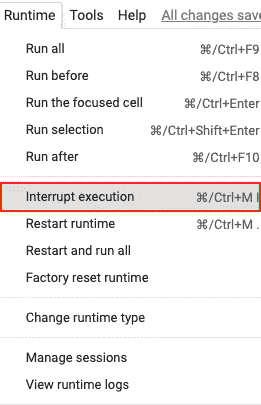 Runtime Tools Help All changes save
Run all ⌘/Ctrl+F9
Run before ⌘/Ctrl+F8
Run the focused cell ⌘/Ctrl+Enter
Run selection ⌘/Ctrl+Shift+Enter
Run after ⌘/Ctrl+F10
Interrupt execution ⌘/Ctrl+M I
Restart runtime ⌘/Ctrl+M .
Restart and run all
Factory reset runtime
Change runtime type
Manage sessions
View runtime logs